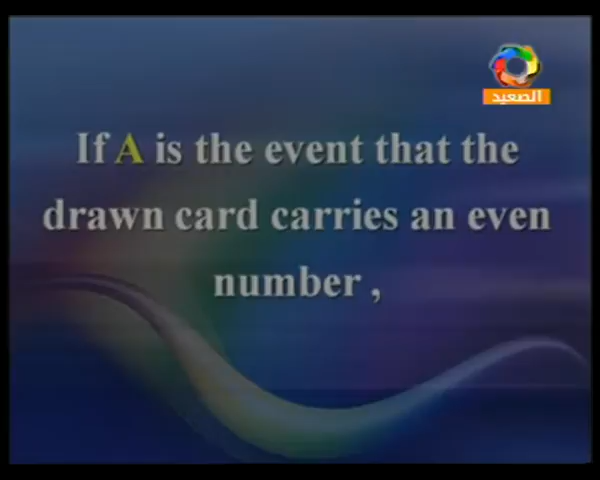 الصعيد
If A is the event that the
drawn card carries an even
number ,